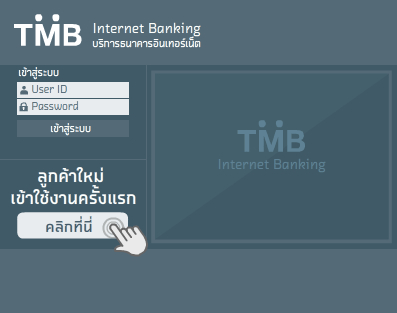 TMB Internet Banking
บริการธนาคารอินเทอร์เน็ต
เข้าสู่ระบบ
User ID
Password
เข้าสู่ระบบ
ลูกค้าใหม่
เข้าใช้งานครั้งแรก
คลิกที่นี่
TMB
Internet Banking